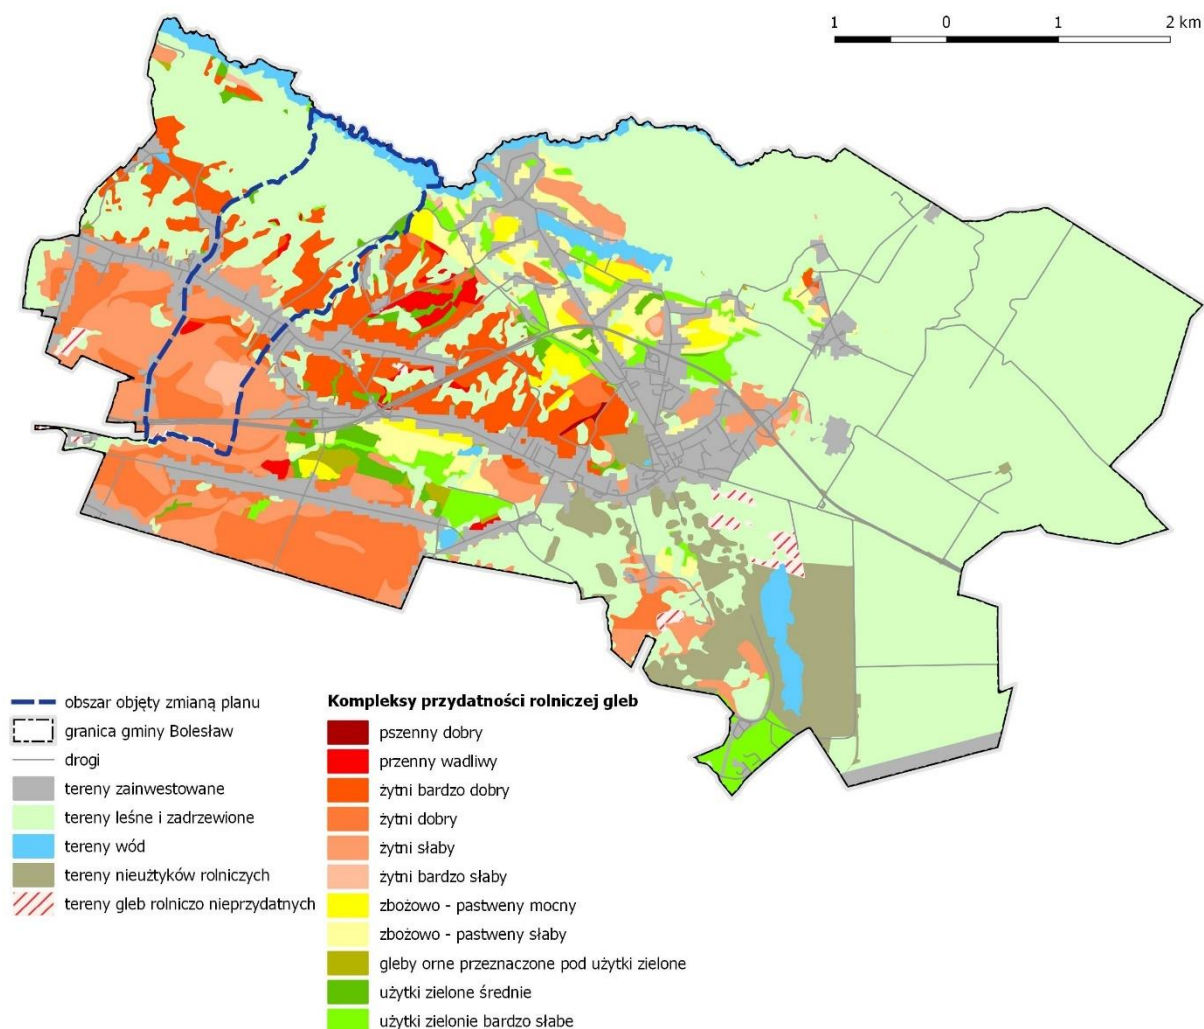 1 0 1 2 km
obszar objęty zmianą planu
granica gminy Bolesław
drogi
tereny zainwestowane
tereny leśne i zadrzewione
tereny wód
tereny nieużtyków rolniczych
tereny gleb rolniczo nieprzydatnych
Kompleksy przydatności rolniczej gleb
pszenny dobry
przenny wadliwy
żytni bardzo dobry
żytni dobry
żytni słaby
żytni bardzo słaby
zbożowo - pastweny mocny
zbożowo - pastweny słaby
gleby orne przeznaczone pod użytki zielone
użytki zielone średnie
użytki zielonie bardzo słabe